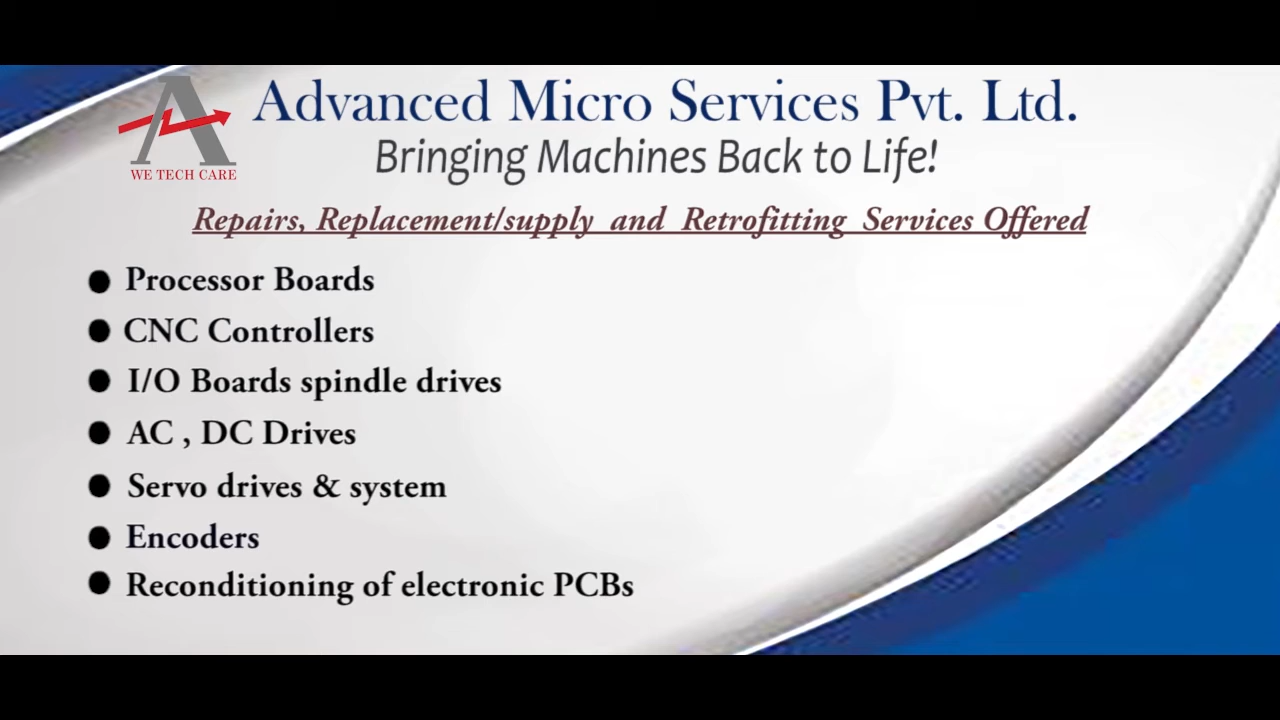 Advanced Micro Services Pvt. Ltd.
WE TECH CARE
Bringing Machines Back to Life!
Repairs, Replacement/supply and Retrofitting Services Offered
Processor Boards
CNC Controllers
I/O Boards spindle drives
AC , DC Drives
Servo drives & system
Encoders
Reconditioning of electronic PCBs